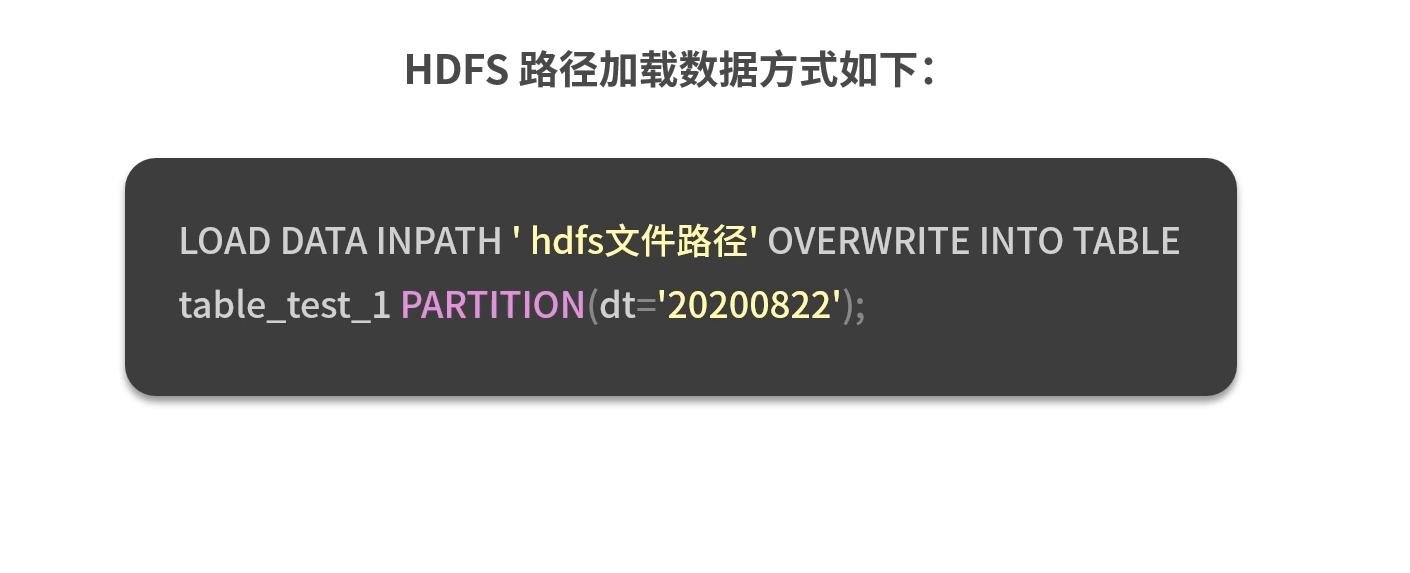 HDFS 路径加载数据方式如下：
LOAD DATA INPATH ' hdfs文件路径' OVERWRITE INTO TABLE
table_test_1 PARTITION(dt='20200822');